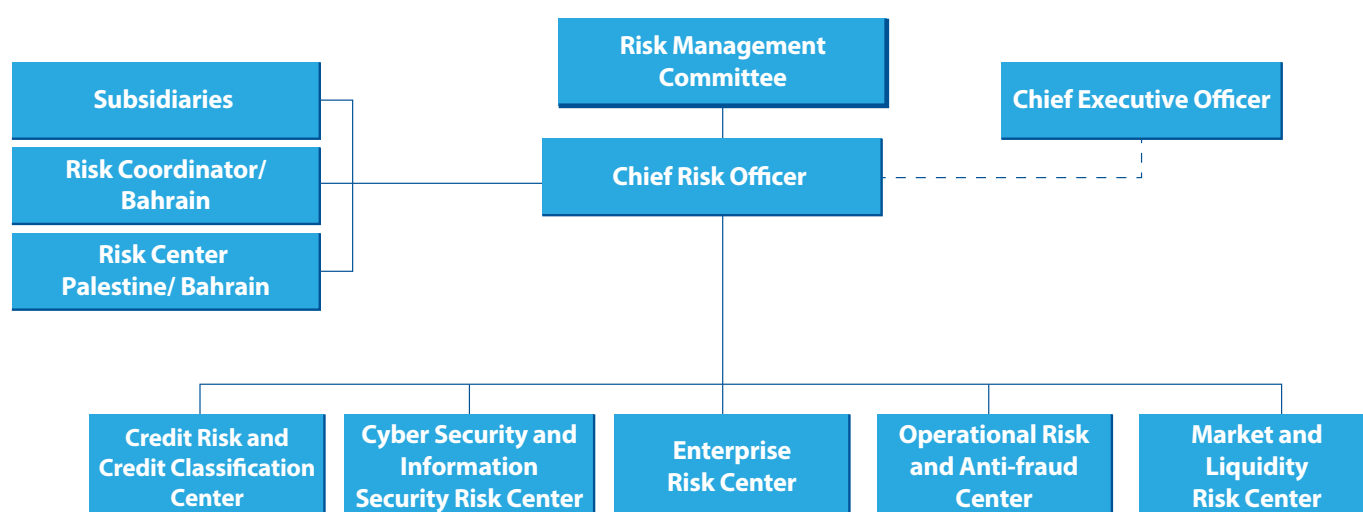 Risk Management
Committee
Subsidiaries
Chief Executive Officer
Risk Coordinator/
Bahrain
Chief Risk Officer
Risk Center
Palestine/ Bahrain
Credit Risk and
Credit Classification
Center
Cyber Security and
Information
Security Risk Center
Enterprise
Risk Center
Operational Risk
and Anti-fraud
Center
Market and
Liquidity
Risk Center